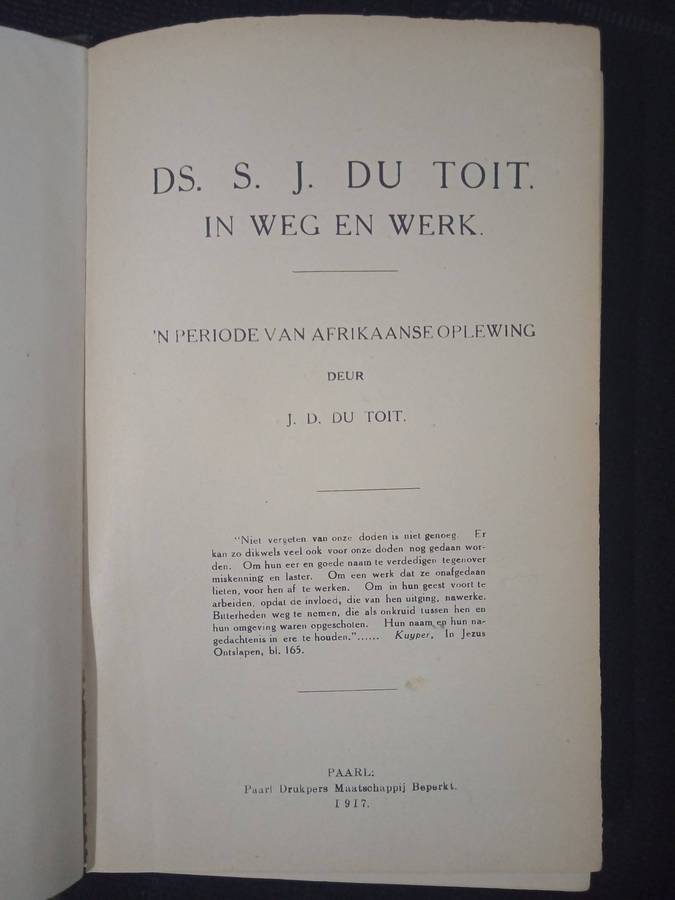 DS. S. J. DU TOIT.
IN WEG EN WERK.
'N PERIODE VAN AFRIKAANSE OPLEWING
DEUR
J. D. DU TOIT.
"Niet vergeten van onze doden is niet genoeg. Er
kan zo dikwels veel ook voor onze doden nog gedaan wor-
den. Om hun eer en goede naam te verdedigen tegenover
miskenning en laster. Om een werk dat ze onafgedaan
lieten, voor hen af te werken. Om in hun geest voort te
arbeiden, opdat de invloed, die van hen uitging, nawerke.
Bitterheden weg te nemen, die als onkruid tussen hen en
hun omgeving waren opgeschoten. Hun naam en hun na-
gedachtenis in ere te houden."...... Kuyper, In Jezus
Ontslapen, bl. 165.
PAARL:
Paarl Drukpers Maatschappij Beperkt.
1917.